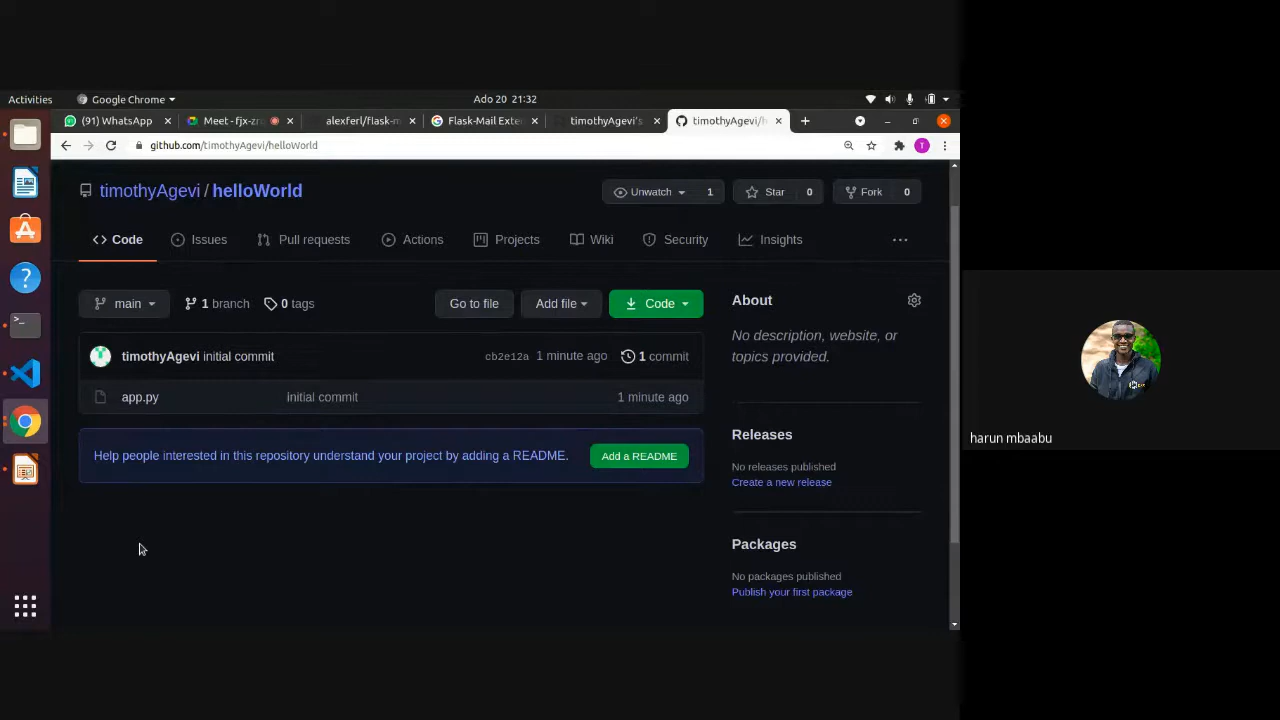 Activities
Google Chrome
Ado 20 21:32
(91) WhatsApp
Meet - fjx-zro
alexferl/flask-m
Flask-Mail Exte
timothyAgevi's
timothyAgevi/h
github.com/timothyAgevi/helloWorld
T
timothyAgevi / helloWorld
Unwatch 1
Star 0
Fork 0
Code
Issues
Pull requests
Actions
Projects
Wiki
Security
Insights
main
1 branch
0 tags
Go to file
Add file
Code
timothyAgevi initial commit
cb2e12a 1 minute ago
1 commit
app.py
initial commit
1 minute ago
Help people interested in this repository understand your project by adding a README.
Add a README
About
No description, website, or
topics provided.
Releases
No releases published
Create a new release
Packages
No packages published
Publish your first package
harun mbaabu